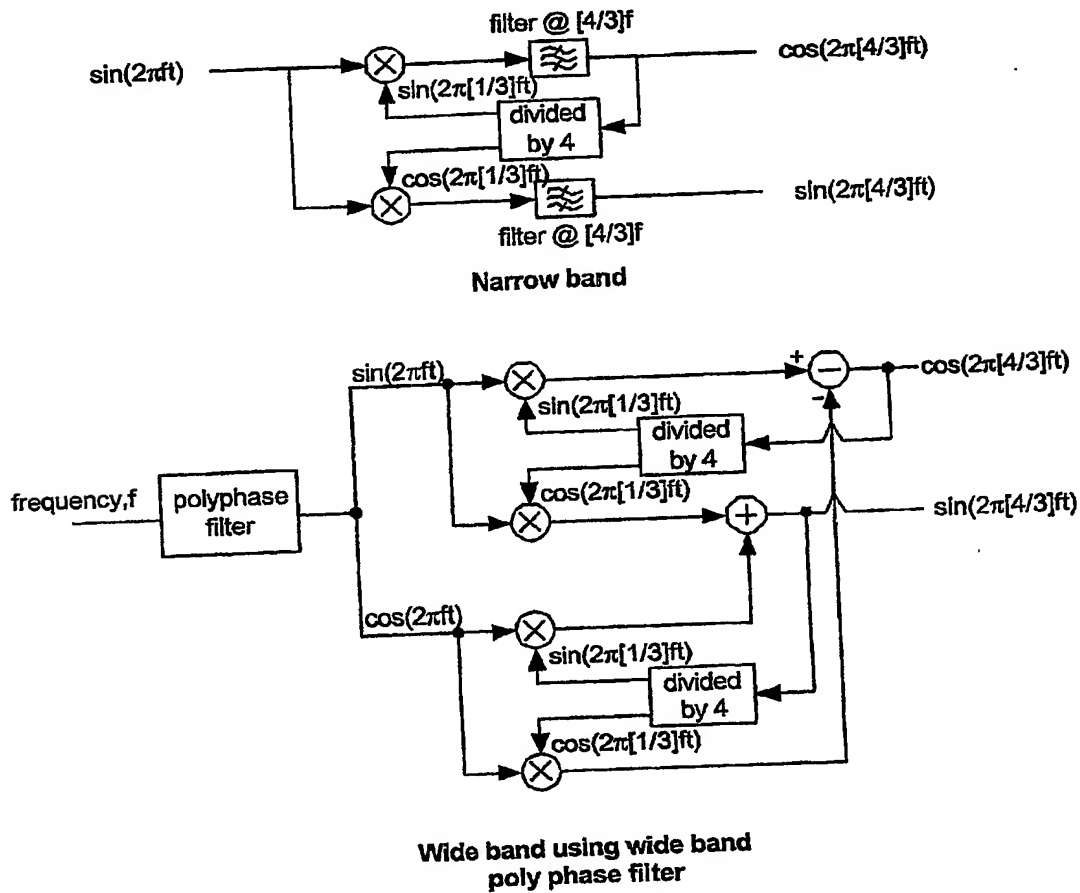 filter @ [4/3]f
sin(2πft)
cos(2π[4/3]ft)
sin(2π[1/3]ft)
divided
by 4
cos(2π[1/3]ft)
sin(2π[4/3]ft)
filter @ [4/3]f
Narrow band
sin(2πft)
+
−
cos(2π[4/3]ft)
−
sin(2π[1/3]ft)
divided
by 4
frequency,f
polyphase
filter
cos(2π[1/3]ft)
+
sin(2π[4/3]ft)
cos(2πft)
sin(2π[1/3]ft)
divided
by 4
cos(2π[1/3]ft)
Wide band using wide band
poly phase filter